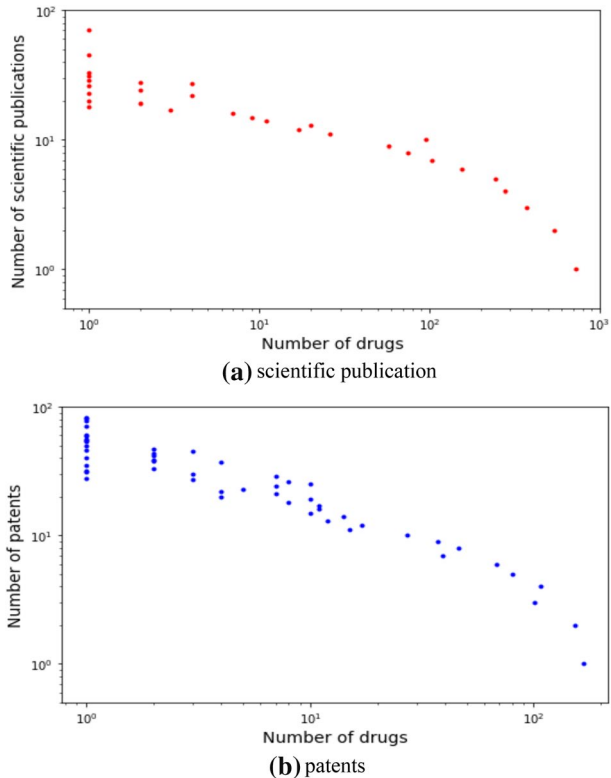 10²
10¹
10⁰
Number of scientific publications
10⁰ 10¹ 10² 10³
Number of drugs
(a) scientific publication
10²
10¹
10⁰
Number of patents
10⁰ 10¹ 10²
Number of drugs
(b) patents